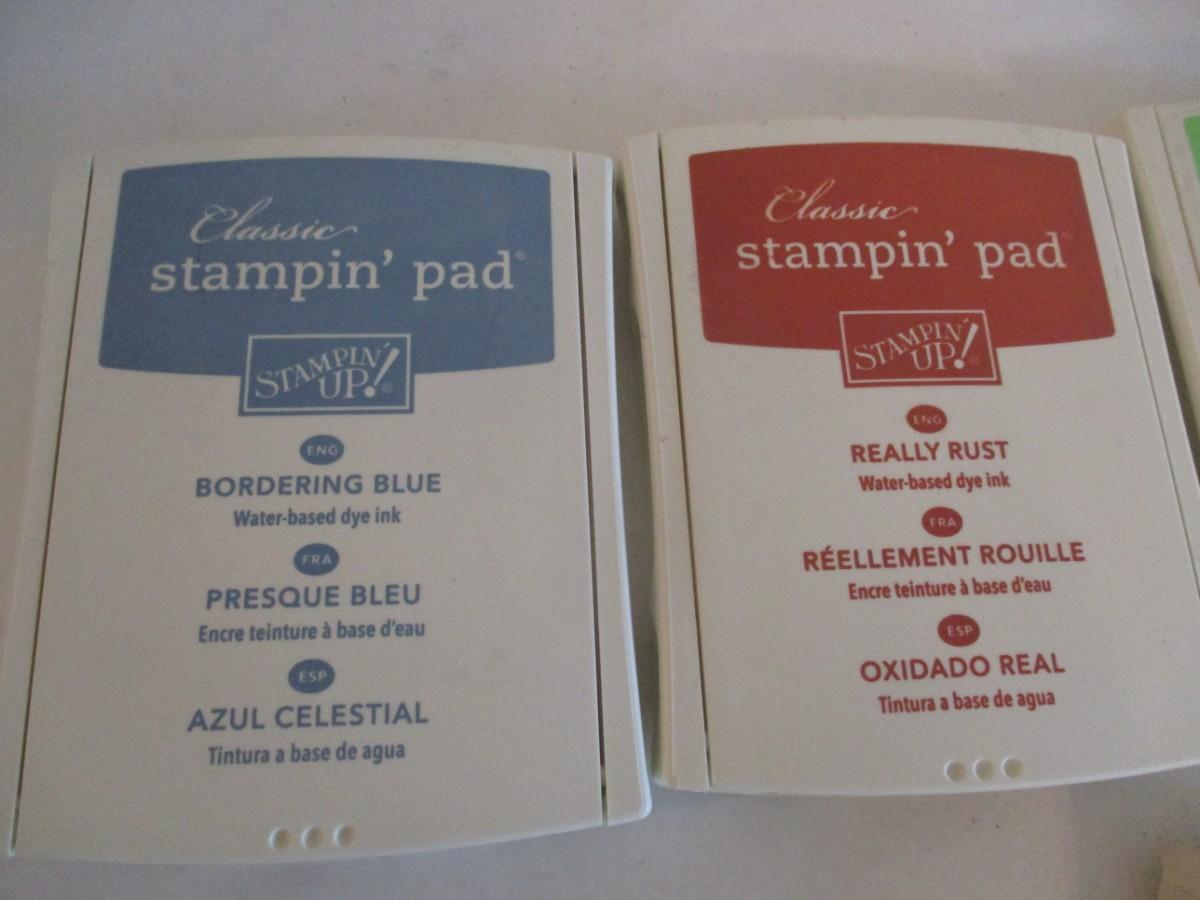 Classic
stampin' pad®
STAMPIN'
UP!®
ENG
BORDERING BLUE
Water-based dye ink
FRA
PRESQUE BLEU
Encre teinture à base d'eau
ESP
AZUL CELESTIAL
Tintura a base de agua
Classic
stampin' pad®
STAMPIN'
UP!®
ENG
REALLY RUST
Water-based dye ink
FRA
RÉELLEMENT ROUILLE
Encre teinture à base d'eau
ESP
OXIDADO REAL
Tintura a base de agua